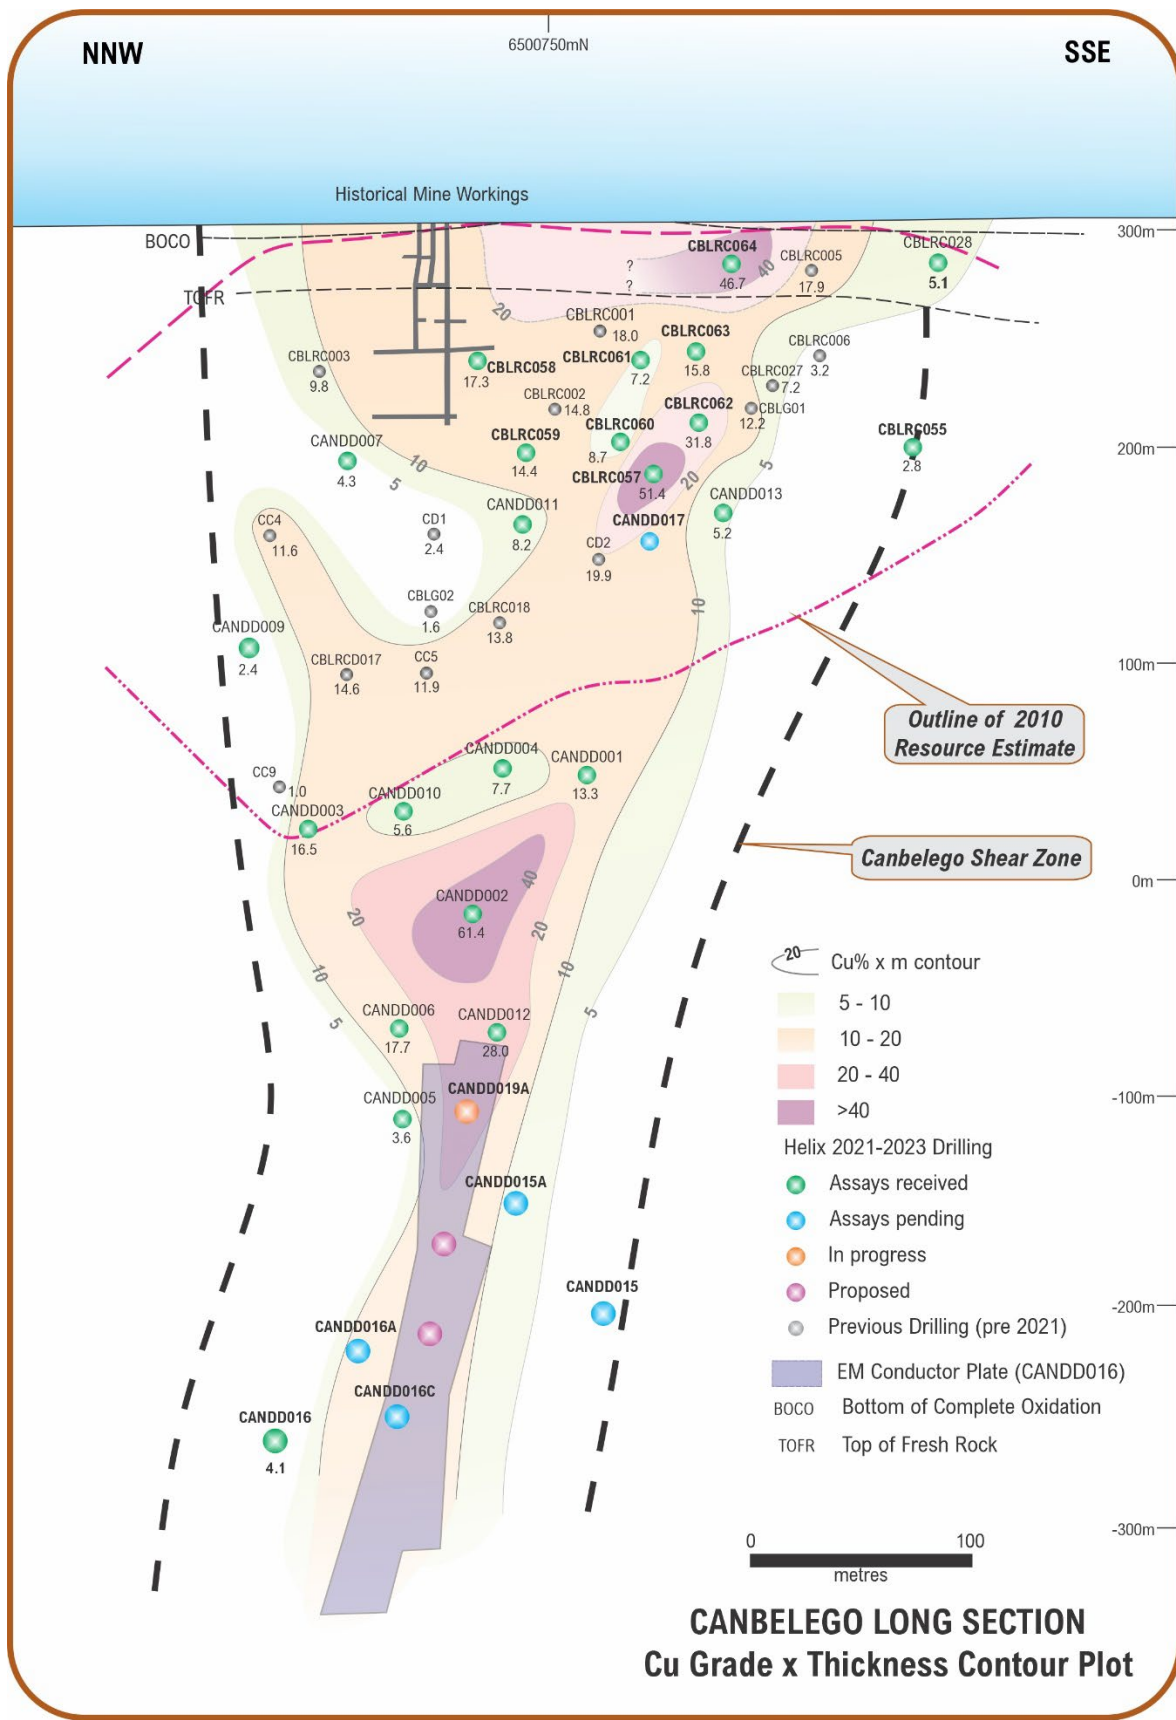 NNW
6500750mN
SSE
Historical Mine Workings
BOCO
300m
CBLRC064
46.7
40
?
?
CBLRC005
17.9
CBLRC028
5.1
TOFR
20
CBLRC001
18.0
CBLRC063
15.8
CBLRC061
7.2
CBLRC006
3.2
CBLRC003
9.8
CBLRC058
17.3
CBLRC027
7.2
CBLRC002
14.8
CBLG01
12.2
CBLRC062
31.8
CBLRC060
8.7
CBLRC059
14.4
CBLRC055
2.8
200m
CANDD007
4.3
10
5
CBLRC057
51.4
20
5
CANDD011
8.2
CANDD013
5.2
CC4
11.6
CD1
2.4
CANDD017
CD2
19.9
CBLG02
1.6
CBLRC018
13.8
10
CANDD009
2.4
CBLRCD017
14.6
CC5
11.9
100m
Outline of 2010
Resource Estimate
CANDD004
7.7
CANDD001
13.3
CC9
1.0
CANDD010
5.6
CANDD003
16.5
Canbelego Shear Zone
0m
40
CANDD002
61.4
20
20
10
10
5
5
20 Cu% x m contour
5 - 10
10 - 20
20 - 40
>40
CANDD006
17.7
CANDD012
28.0
CANDD019A
-100m
CANDD005
3.6
Helix 2021-2023 Drilling
Assays received
Assays pending
In progress
Proposed
Previous Drilling (pre 2021)
EM Conductor Plate (CANDD016)
BOCO Bottom of Complete Oxidation
TOFR Top of Fresh Rock
CANDD015A
CANDD015
-200m
CANDD016A
CANDD016C
CANDD016
4.1
-300m
0 100
metres
CANBELEGO LONG SECTION
Cu Grade x Thickness Contour Plot